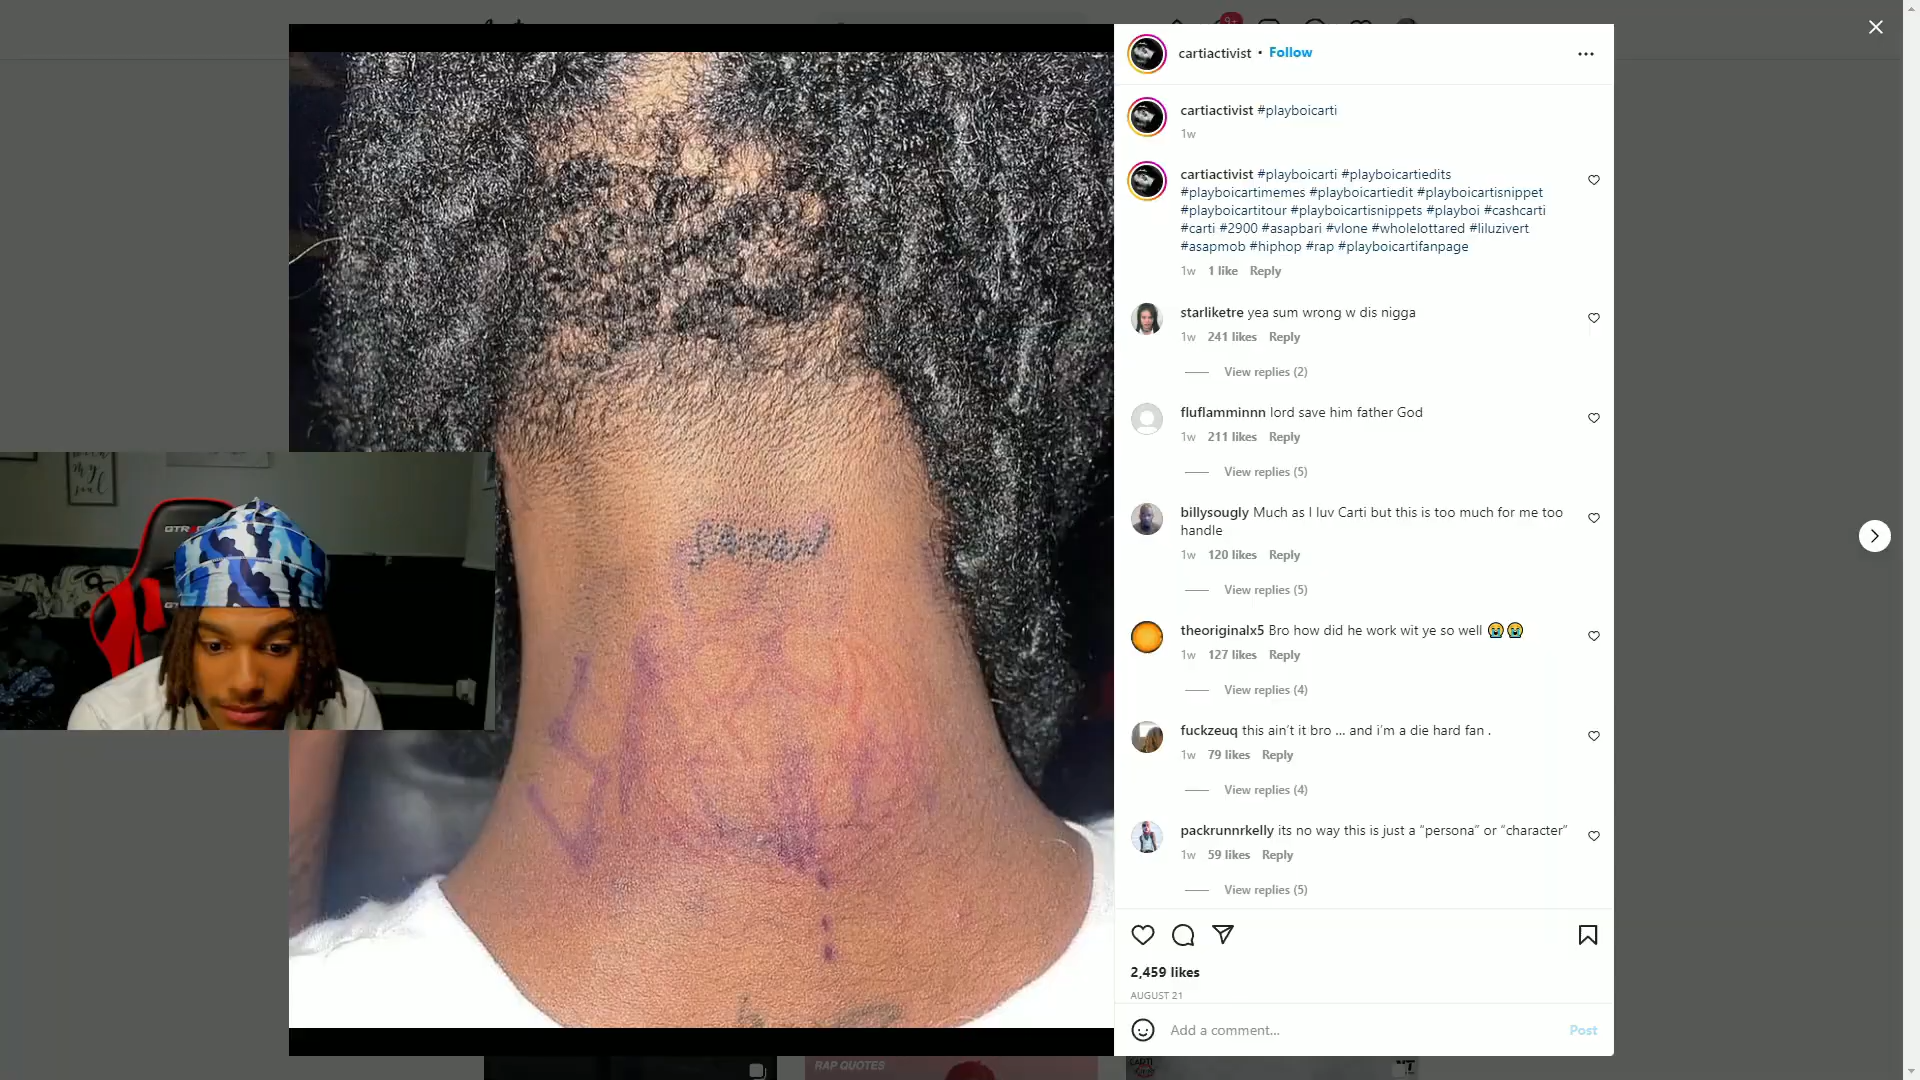 cartiactivist • Follow
cartiactivist #playboicarti
1w
cartiactivist #playboicarti #playboicartiedits
#playboicartimemes #playboicartiedit #playboicartisnippet
#playboicartitour #playboicartisnippets #playboi #cashcarti
#carti #2900 #asapbari #vlone #wholelottared #liluzivert
#asapmob #hiphop #rap #playboicartifanpage
1w 1 like Reply
starliketre yea sum wrong w dis nigga
1w 241 likes Reply
View replies (2)
fluflamminnn lord save him father God
1w 211 likes Reply
View replies (5)
billysougly Much as I luv Carti but this is too much for me too
handle
1w 120 likes Reply
View replies (5)
theoriginalx5 Bro how did he work wit ye so well 😭😭
1w 127 likes Reply
View replies (4)
fuckzeuq this ain’t it bro … and i’m a die hard fan .
1w 79 likes Reply
View replies (4)
packrunnrkelly its no way this is just a “persona” or “character”
1w 59 likes Reply
View replies (5)
2,459 likes
AUGUST 21
Add a comment...
Post
RAP QUOTES